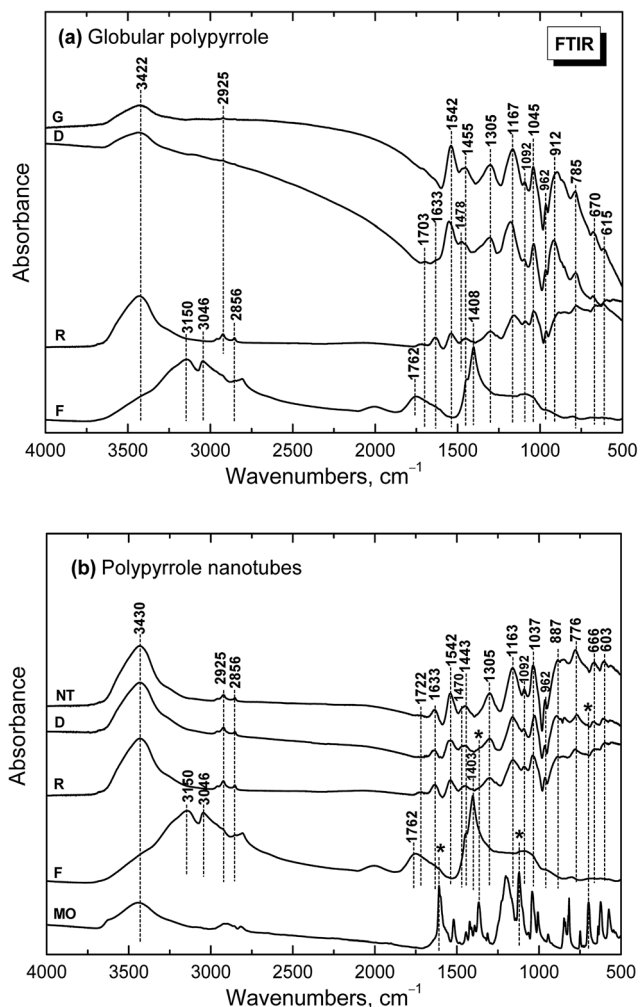 (a) Globular polypyrrole
FTIR
3422
2925
1542
1455
1305
1167
1092
1045
962
912
785
670
615
G
D
1703
1633
1478
3150
3046
2856
1408
1762
R
F
Absorbance
4000 3500 3000 2500 2000 1500 1000 500
Wavenumbers, cm⁻¹
(b) Polypyrrole nanotubes
3430
2925
2856
1722
1633
1542
1470
1443
1305
1163
1092
1037
962
887
776
666
603
NT
D
*
*
R
3150
3046
1762
1403
*
*
F
MO
Absorbance
4000 3500 3000 2500 2000 1500 1000 500
Wavenumbers, cm⁻¹